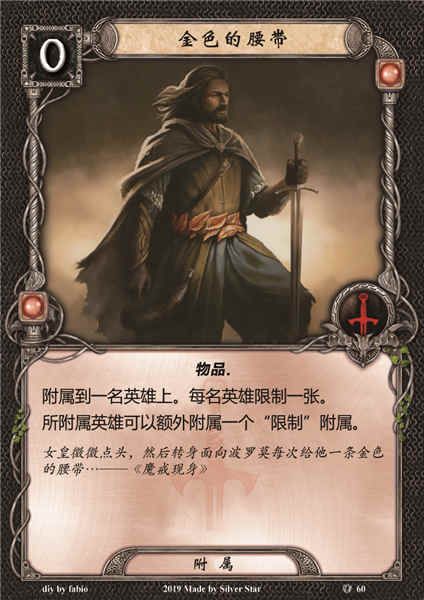 金色的腰带
0
物品.
附属到一名英雄上。每名英雄限制一张。
所附属英雄可以额外附属一个“限制”附属。
女皇微微点头，然后转身面向波罗莫每次给他一条金色
的腰带……——《魔戒现身》
附属
diy by fabio
2019 Made by Silver Star
60